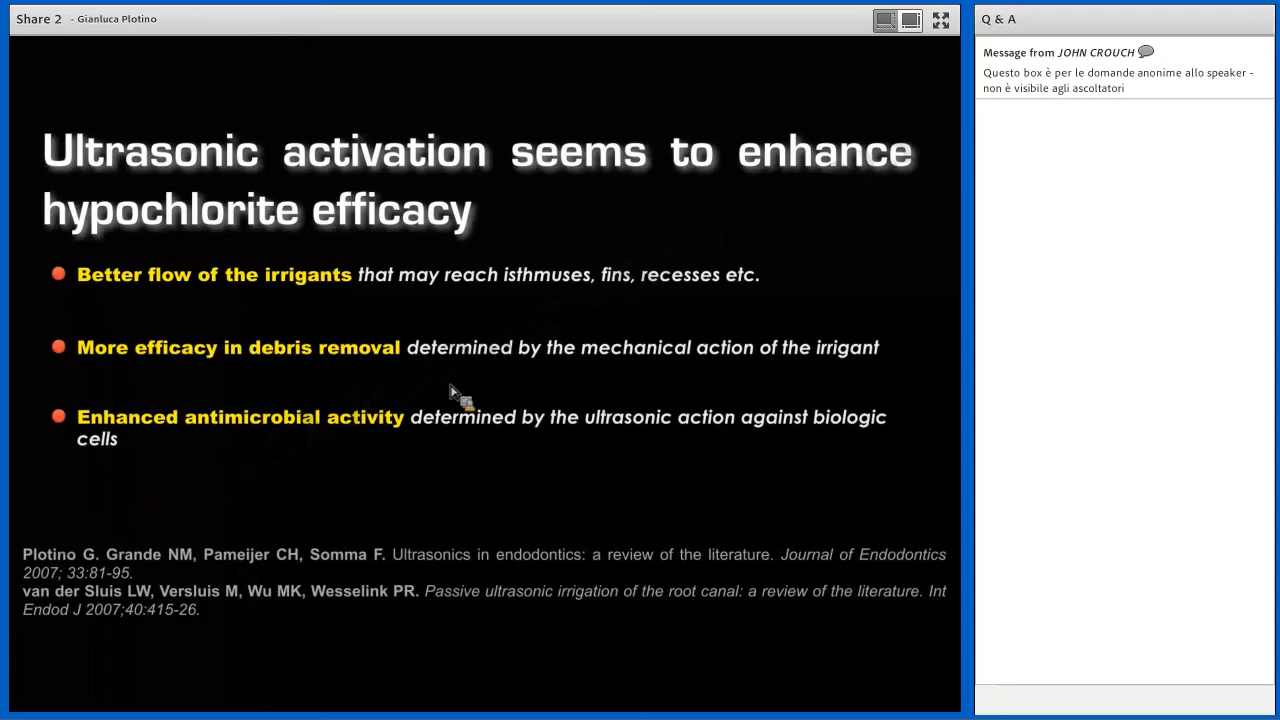 Share 2 - Gianluca Plotino
Ultrasonic activation seems to enhance
hypochlorite efficacy
Better flow of the irrigants that may reach isthmuses, fins, recesses etc.
More efficacy in debris removal determined by the mechanical action of the irrigant
Enhanced antimicrobial activity determined by the ultrasonic action against biologic
cells
Plotino G. Grande NM, Pameijer CH, Somma F. Ultrasonics in endodontics: a review of the literature. Journal of Endodontics
2007; 33:81-95.
van der Sluis LW, Versluis M, Wu MK, Wesselink PR. Passive ultrasonic irrigation of the root canal: a review of the literature. Int
Endod J 2007;40:415-26.
Q & A
Message from JOHN CROUCH
Questo box è per le domande anonime allo speaker -
non è visibile agli ascoltatori